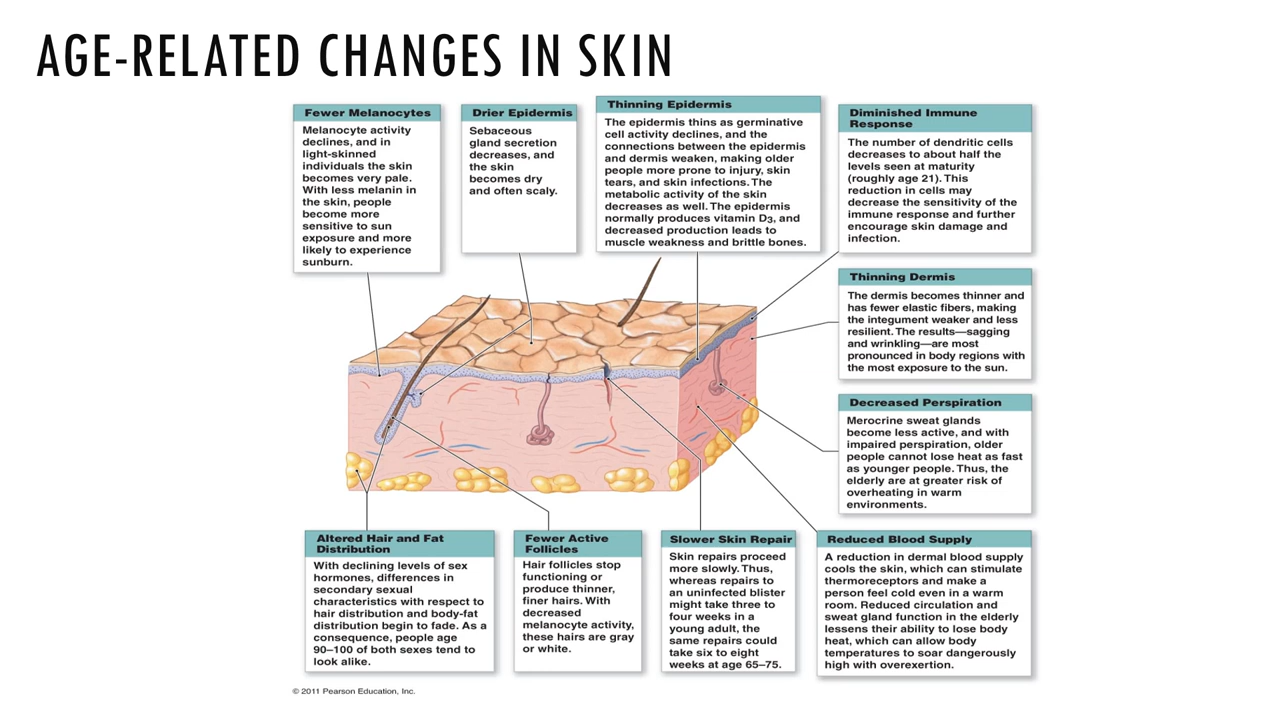 AGE-RELATED CHANGES IN SKIN
Fewer Melanocytes
Melanocyte activity
declines, and in
light-skinned
individuals the skin
becomes very pale.
With less melanin in
the skin, people
become more
sensitive to sun
exposure and more
likely to experience
sunburn.
Drier Epidermis
Sebaceous
gland secretion
decreases, and
the skin
becomes dry
and often scaly.
Thinning Epidermis
The epidermis thins as germinative
cell activity declines, and the
connections between the epidermis
and dermis weaken, making older
people more prone to injury, skin
tears, and skin infections. The
metabolic activity of the skin
decreases as well. The epidermis
normally produces vitamin D3, and
decreased production leads to
muscle weakness and brittle bones.
Diminished Immune
Response
The number of dendritic cells
decreases to about half the
levels seen at maturity
(roughly age 21). This
reduction in cells may
decrease the sensitivity of the
immune response and further
encourage skin damage and
infection.
Thinning Dermis
The dermis becomes thinner and
has fewer elastic fibers, making
the integument weaker and less
resilient. The results—sagging
and wrinkling—are most
pronounced in body regions with
the most exposure to the sun.
Decreased Perspiration
Merocrine sweat glands
become less active, and with
impaired perspiration, older
people cannot lose heat as fast
as younger people. Thus, the
elderly are at greater risk of
overheating in warm
environments.
Altered Hair and Fat
Distribution
With declining levels of sex
hormones, differences in
secondary sexual
characteristics with respect to
hair distribution and body-fat
distribution begin to fade. As a
consequence, people age
90–100 of both sexes tend to
look alike.
Fewer Active
Follicles
Hair follicles stop
functioning or
produce thinner,
finer hairs. With
decreased
melanocyte activity,
these hairs are gray
or white.
Slower Skin Repair
Skin repairs proceed
more slowly. Thus,
whereas repairs to
an uninfected blister
might take three to
four weeks in a
young adult, the
same repairs could
take six to eight
weeks at age 65–75.
Reduced Blood Supply
A reduction in dermal blood supply
cools the skin, which can stimulate
thermoreceptors and make a
person feel cold even in a warm
room. Reduced circulation and
sweat gland function in the elderly
lessens their ability to lose body
heat, which can allow body
temperatures to soar dangerously
high with overexertion.
© 2011 Pearson Education, Inc.